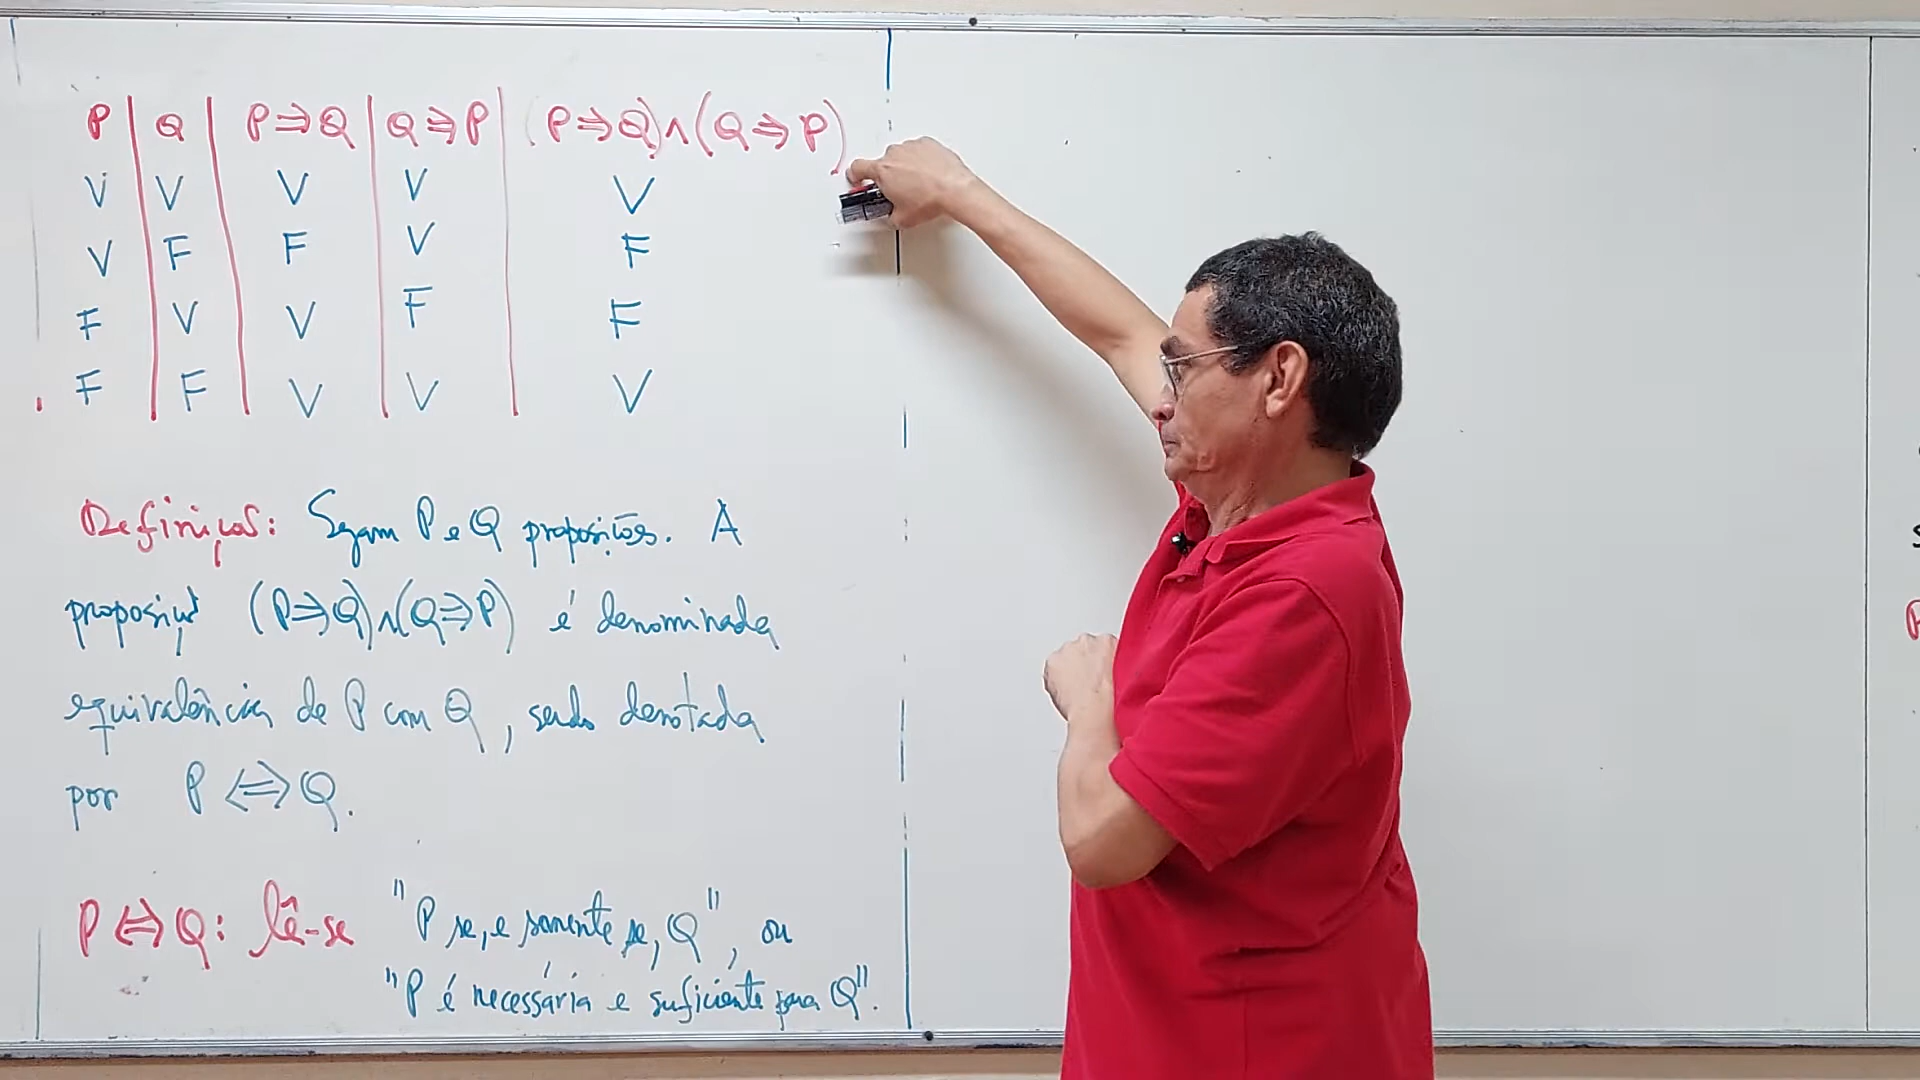 P | Q | P ⇒ Q | Q ⇒ P | (P ⇒ Q) ∧ (Q ⇒ P)
V | V | V | V | V
V | F | F | V | F
F | V | V | F | F
F | F | V | V | V
Definição: Sejam P e Q proposições. A
proposição (P ⇒ Q) ∧ (Q ⇒ P) é denominada
equivalência de P com Q, sendo denotada
por P ⇔ Q.
P ⇔ Q: lê-se "P se, e somente se, Q", ou
"P é necessária e suficiente para Q".